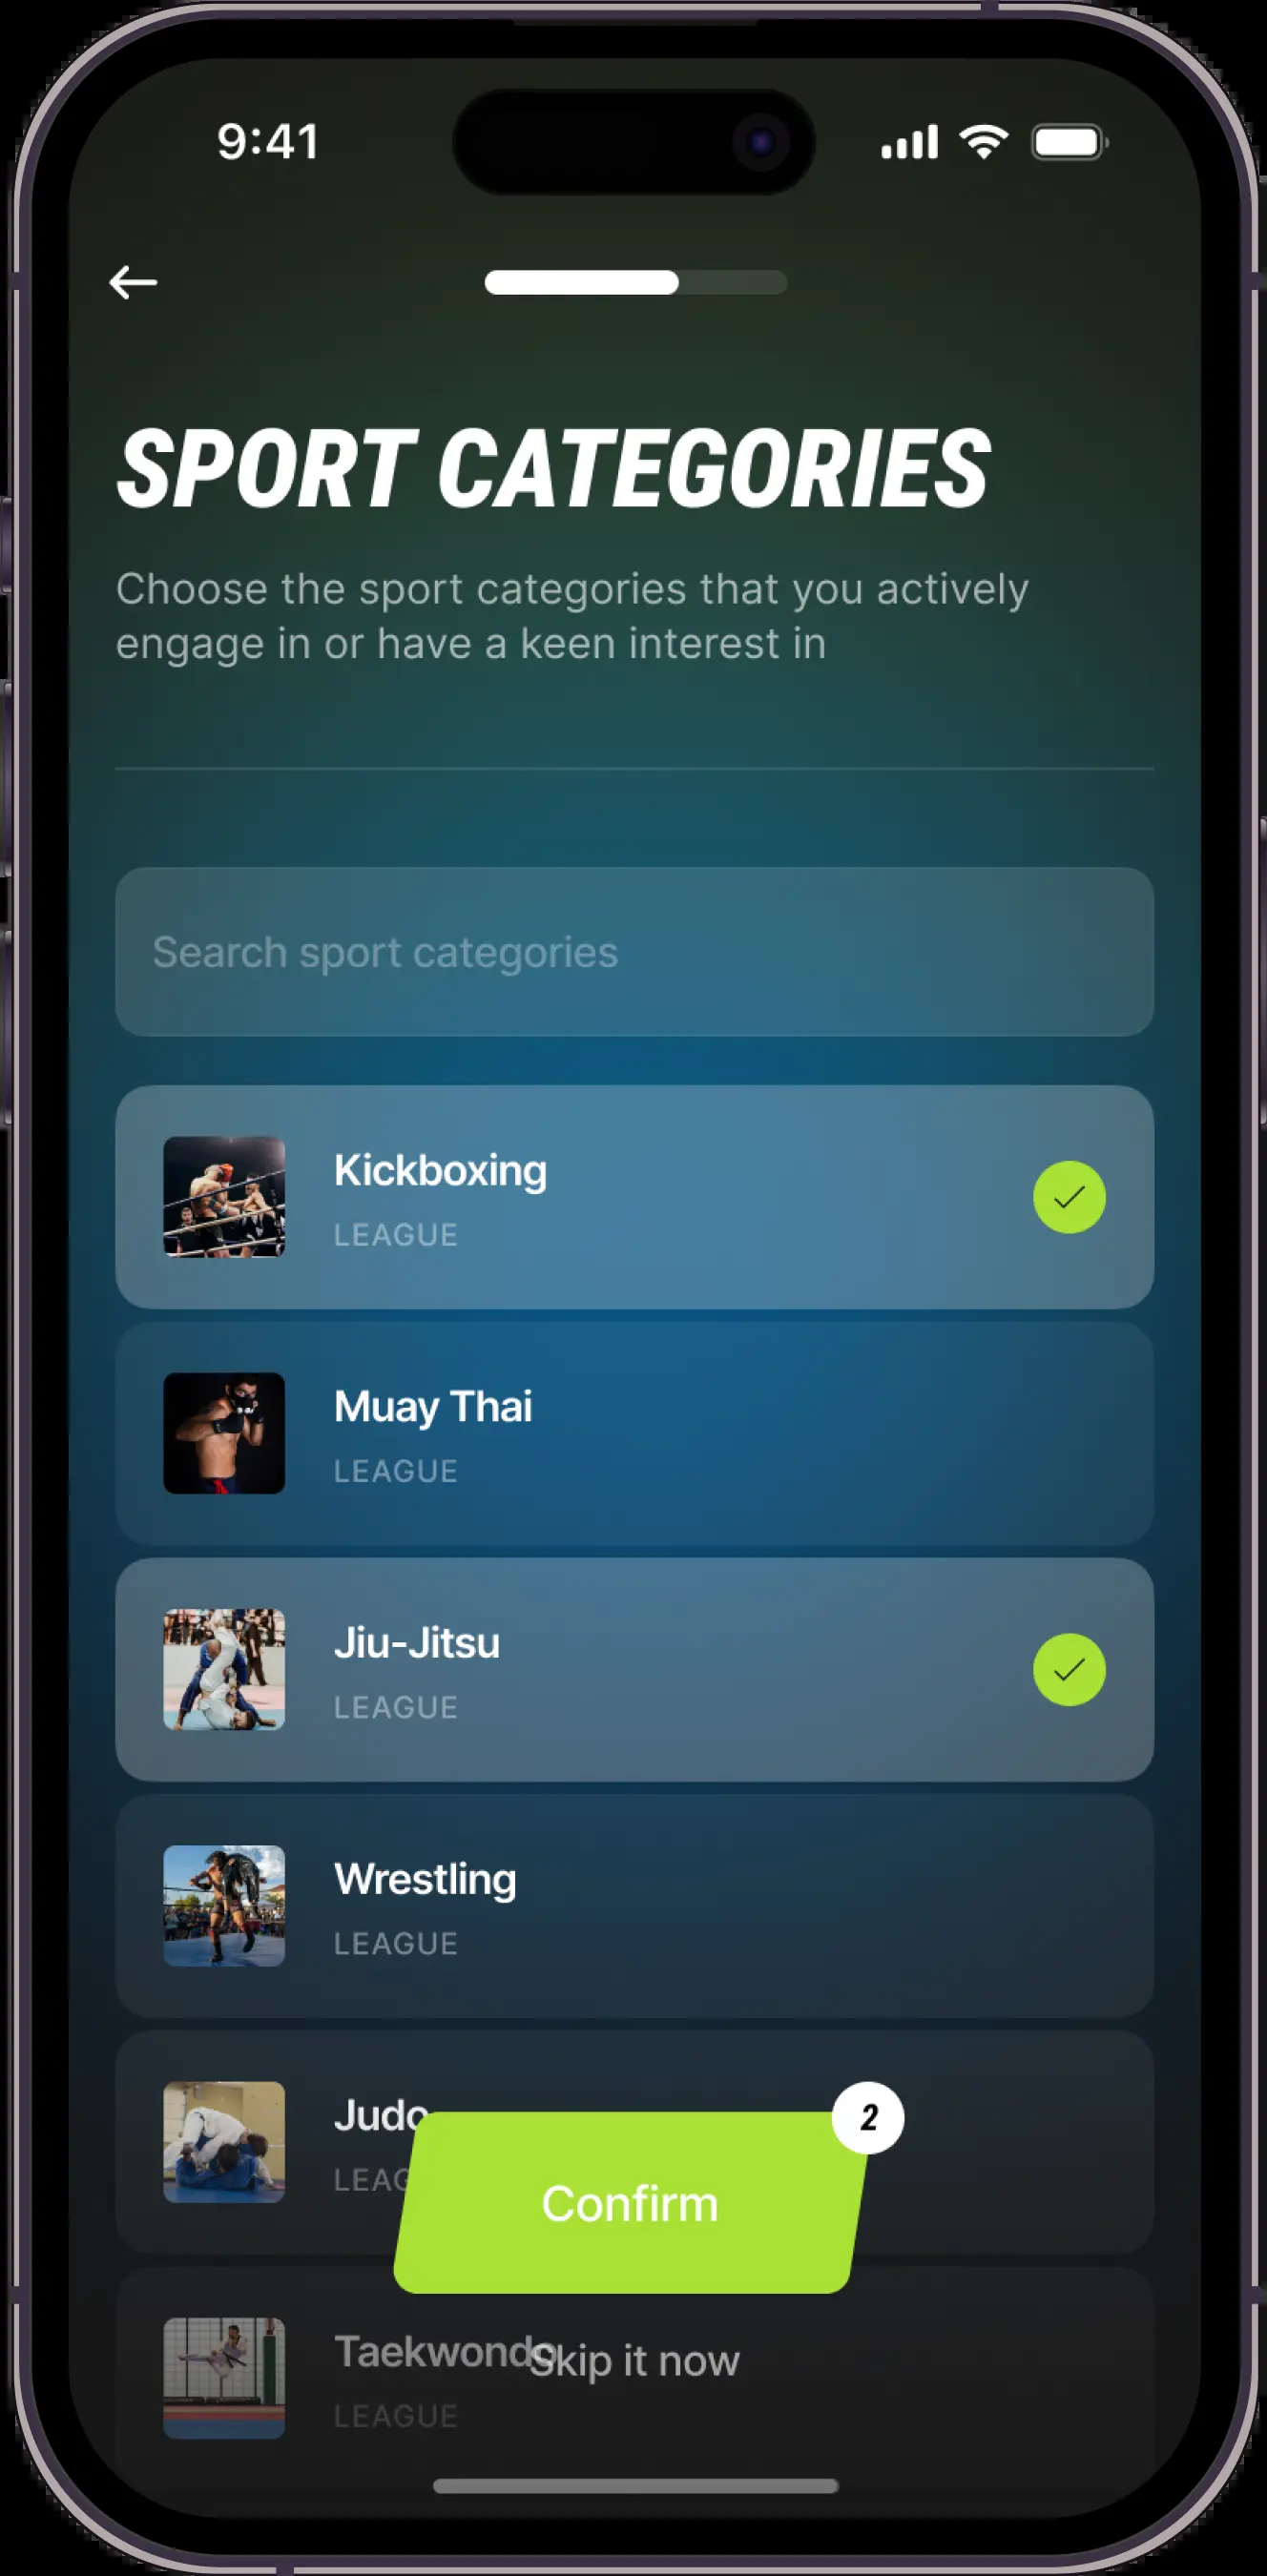 9:41
SPORT CATEGORIES
Choose the sport categories that you actively
engage in or have a keen interest in
Search sport categories
Kickboxing
LEAGUE
Muay Thai
LEAGUE
Jiu-Jitsu
LEAGUE
Wrestling
LEAGUE
Judo
2
LEAG
Confirm
Taekwondo
Skip it now
LEAGUE